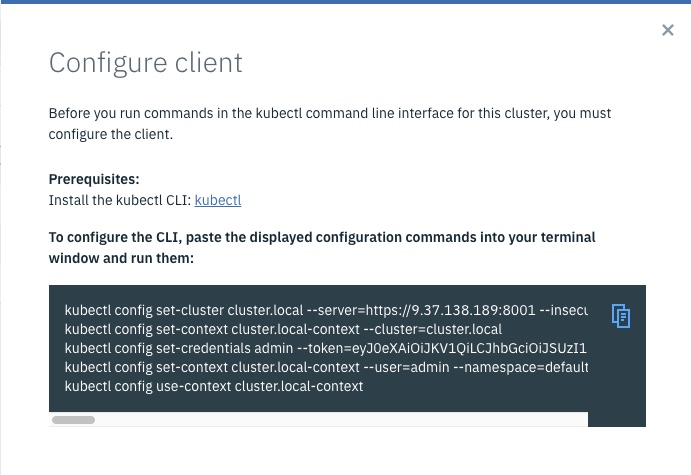 Configure client
Before you run commands in the kubectl command line interface for this cluster, you must
configure the client.
Prerequisites:
Install the kubectl CLI: kubectl
To configure the CLI, paste the displayed configuration commands into your terminal
window and run them:
kubectl config set-cluster cluster.local --server=https://9.37.138.189:8001 --insecu
kubectl config set-context cluster.local-context --cluster=cluster.local
kubectl config set-credentials admin --token=eyJ0eXAiOiJKV1QiLCJhbGciOiJSUzI1
kubectl config set-context cluster.local-context --user=admin --namespace=default
kubectl config use-context cluster.local-context